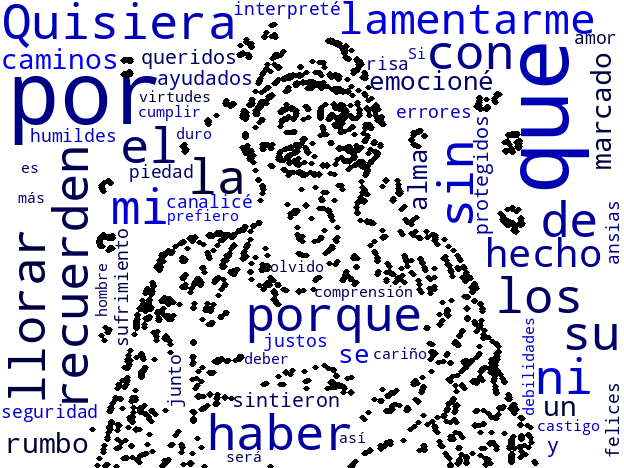 Quisiera
interpreté
lamentarme
caminos
queridos
risa
Si
con
amor
por
ayudados
emocioné
que
marcado
virtudes
cumplir
errores
humildes
el
duro
sin
protegidos
es
piedad
la
alma
más
mi
canalicé
prefiero
de
ansias
recuerden
hecho
llorar
hombre
sufrimiento
olvido
comprensión
los
porque
su
justos
se
cariño
deber
junto
debilidades
ni
seguridad
sintieron
un
felices
rumbo
haber
así
castigo
y
será